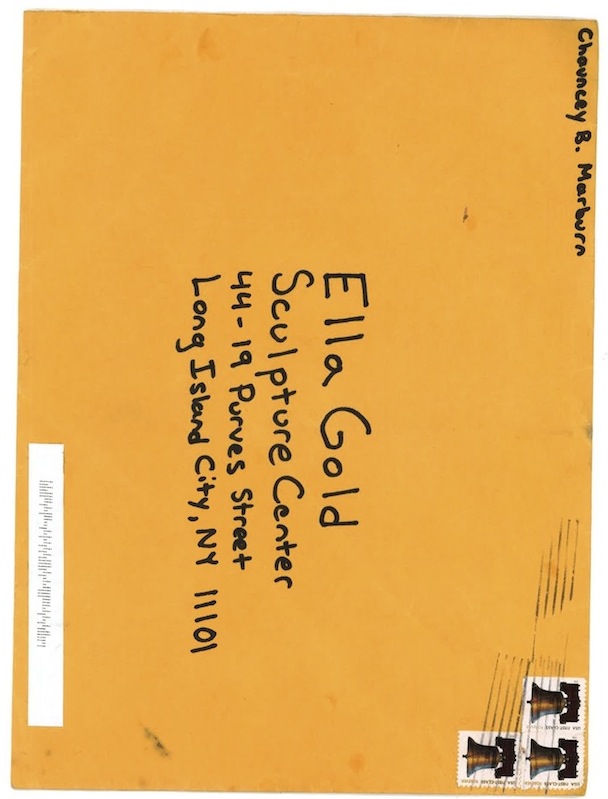 Chauncey B. Marburn
Ella Gold
Sculpture Center
44-19 Purves Street
Long Island City, NY 11101
USA FIRST-CLASS FOREVER
USA FIRST-CLASS FOREVER
USA FIRST-CLASS FOREVER